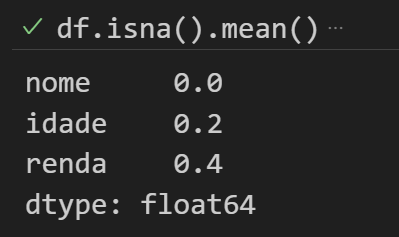 df.isna().mean() ...
nome     0.0
idade    0.2
renda    0.4
dtype: float64